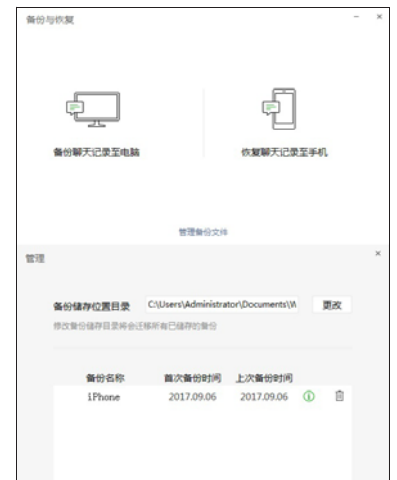 备份与恢复
备份聊天记录至电脑 恢复聊天记录至手机
管理备份文件
管理
备份储存位置目录 C:\Users\Administrator\Documents\W 更改
修改备份储存目录将会迁移所有已储存的备份
备份名称 首次备份时间 上次备份时间
iPhone 2017.09.06 2017.09.06